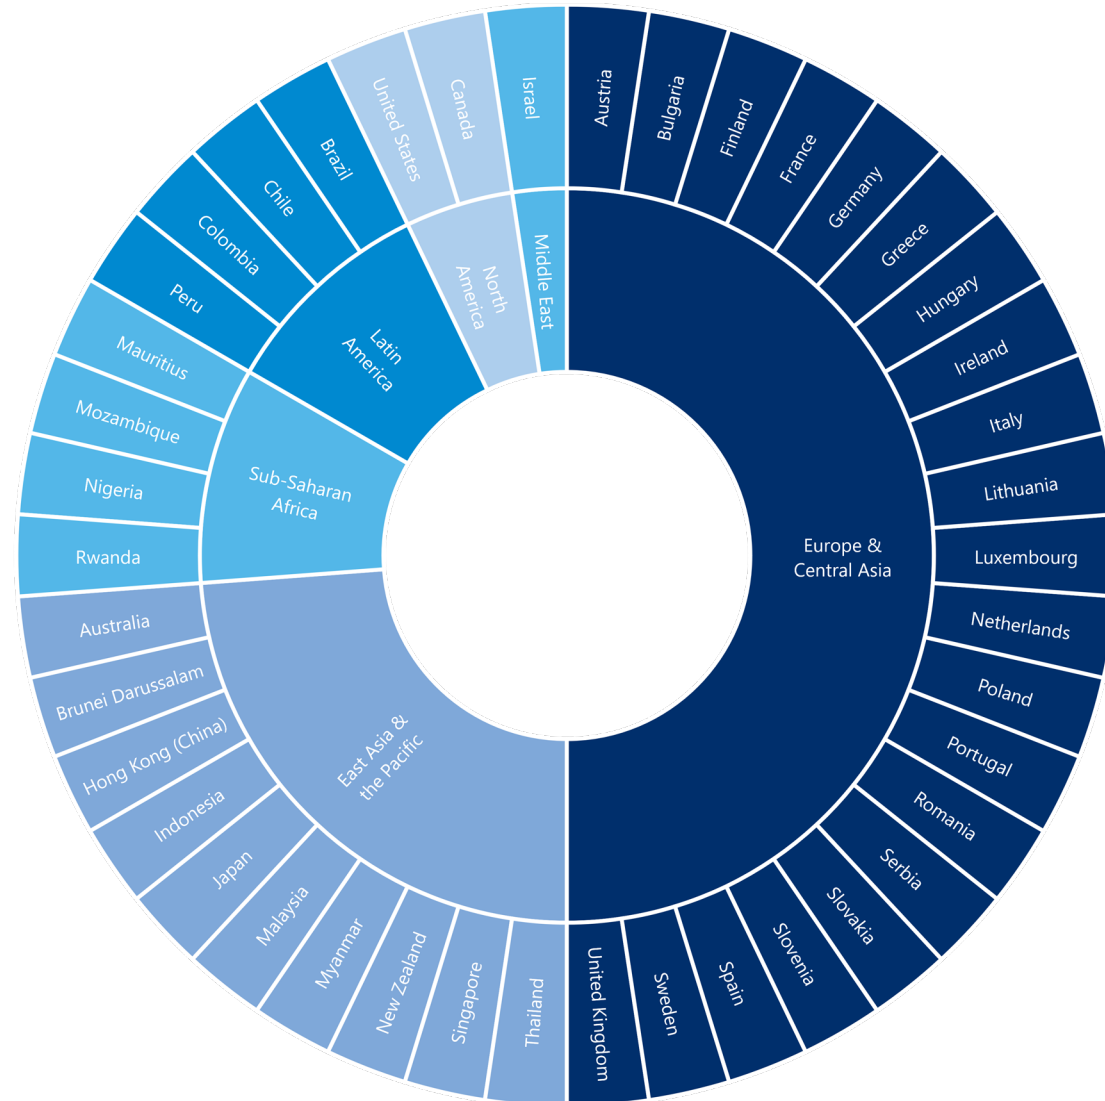 Europe &
Central Asia
Austria
Bulgaria
Finland
France
Germany
Greece
Hungary
Ireland
Italy
Lithuania
Luxembourg
Netherlands
Poland
Portugal
Romania
Serbia
Slovakia
Slovenia
Spain
Sweden
United Kingdom
East Asia &
the Pacific
Thailand
Singapore
New Zealand
Myanmar
Malaysia
Japan
Indonesia
Hong Kong (China)
Brunei Darussalam
Australia
Sub-Saharan
Africa
Rwanda
Nigeria
Mozambique
Mauritius
Latin
America
Peru
Colombia
Chile
Brazil
North
America
United States
Canada
Middle East
Israel